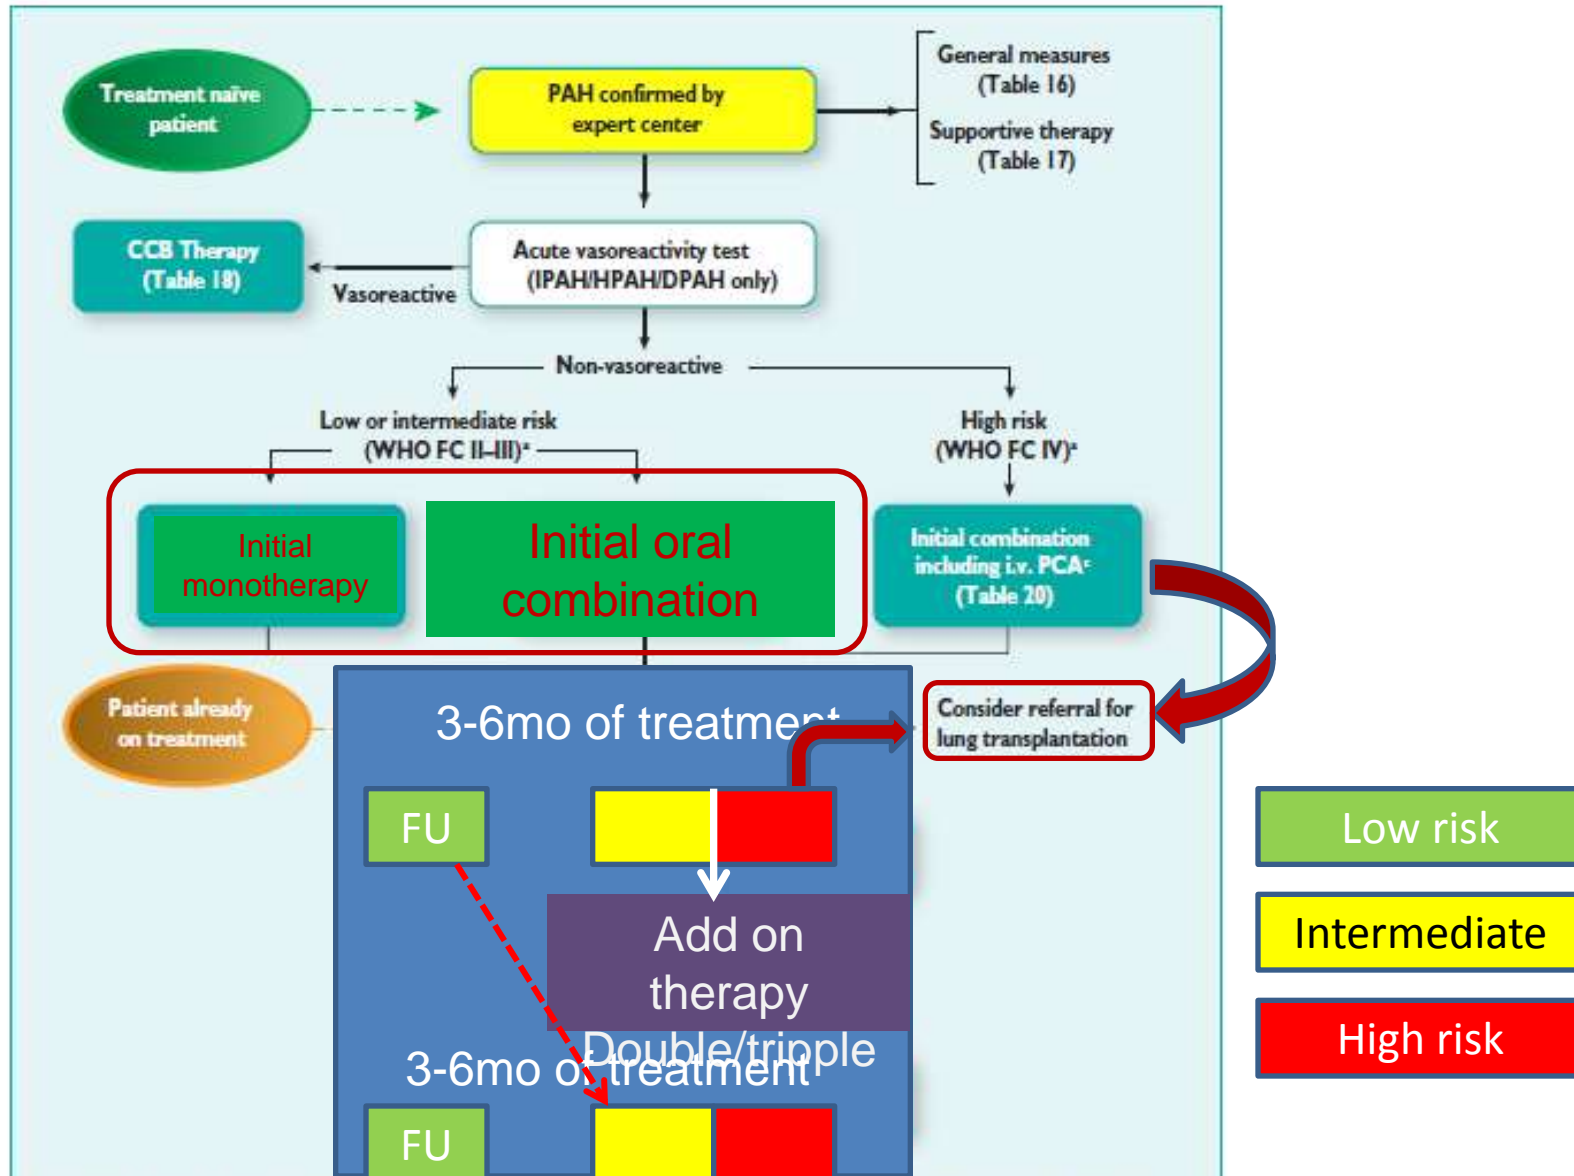 Treatment naïve
patient
PAH confirmed by
expert center
General measures
(Table 16)
Supportive therapy
(Table 17)
CCB Therapy
(Table 18)
Vasoreactive
Acute vasoreactivity test
(IPAH/HPAH/DPAH only)
Non-vasoreactive
Low or intermediate risk
(WHO FC II–III)ᵃ
High risk
(WHO FC IV)ᵃ
Initial
monotherapy
Initial oral
combination
Initial combination
including i.v. PCAᶜ
(Table 20)
Patient already
on treatment
3-6mo of treatment
Consider referral for
lung transplantation
FU
Add on
therapy
Double/tripple
3-6mo of treatment
FU
Low risk
Intermediate
High risk